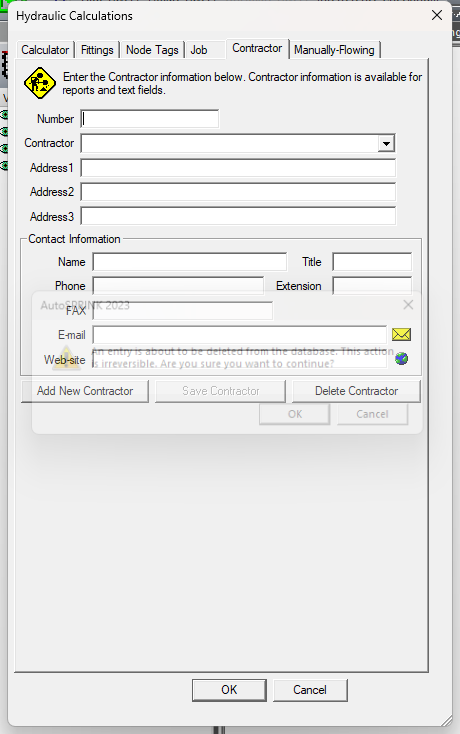 Hydraulic Calculations
Calculator Fittings Node Tags Job Contractor Manually-Flowing
Enter the Contractor information below. Contractor information is available for
reports and text fields.
Number
Contractor
Address1
Address2
Address3
Contact Information
Name Title
Phone Extension
AutoSPRINK 2023
FAX
E-mail
Web-site
An entry is about to be deleted from the database. This action
is irreversible. Are you sure you want to continue?
Add New Contractor Save Contractor Delete Contractor
OK Cancel
OK Cancel